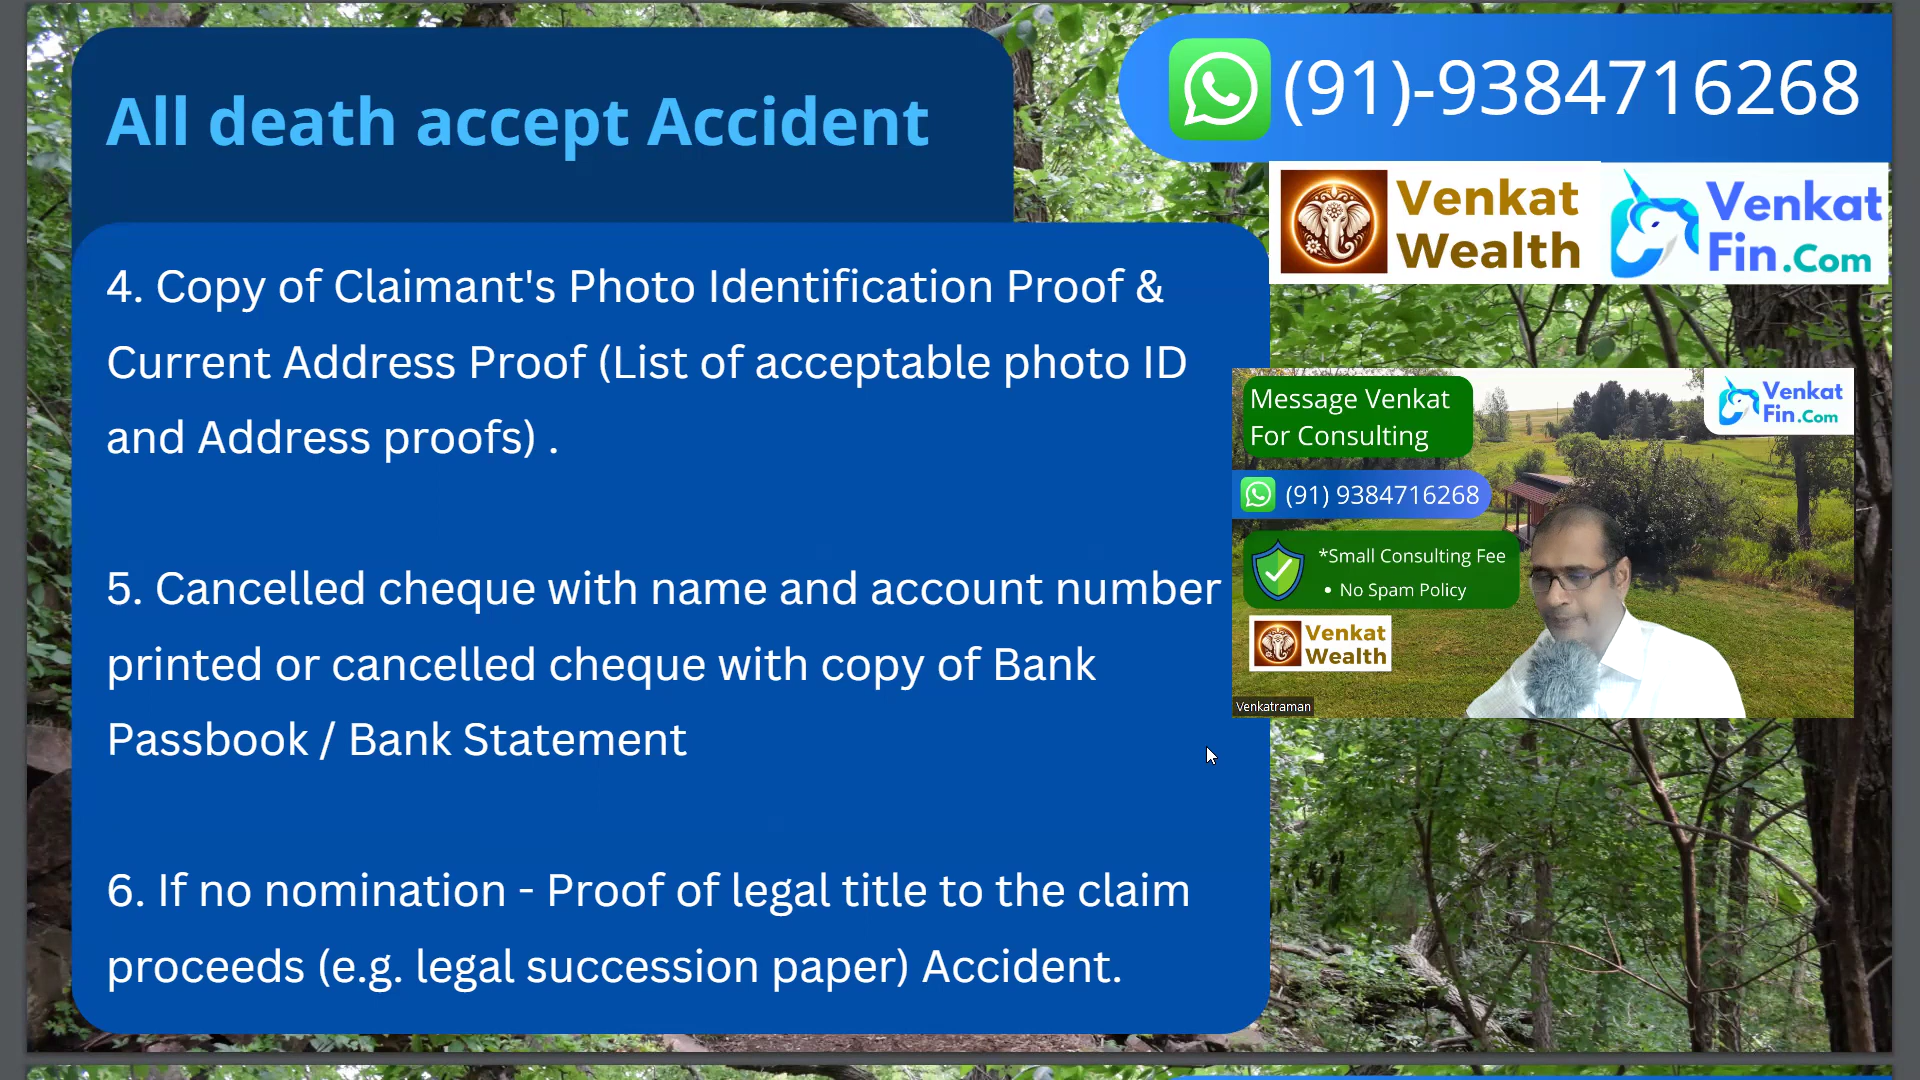 All death accept Accident
(91)-9384716268
Venkat
Wealth
Venkat
Fin.Com
4. Copy of Claimant's Photo Identification Proof &
Current Address Proof (List of acceptable photo ID
and Address proofs) .
5. Cancelled cheque with name and account number
printed or cancelled cheque with copy of Bank
Passbook / Bank Statement
6. If no nomination - Proof of legal title to the claim
proceeds (e.g. legal succession paper) Accident.
Message Venkat
For Consulting
Venkat
Fin.Com
(91) 9384716268
*Small Consulting Fee
• No Spam Policy
Venkat
Wealth
Venkatraman